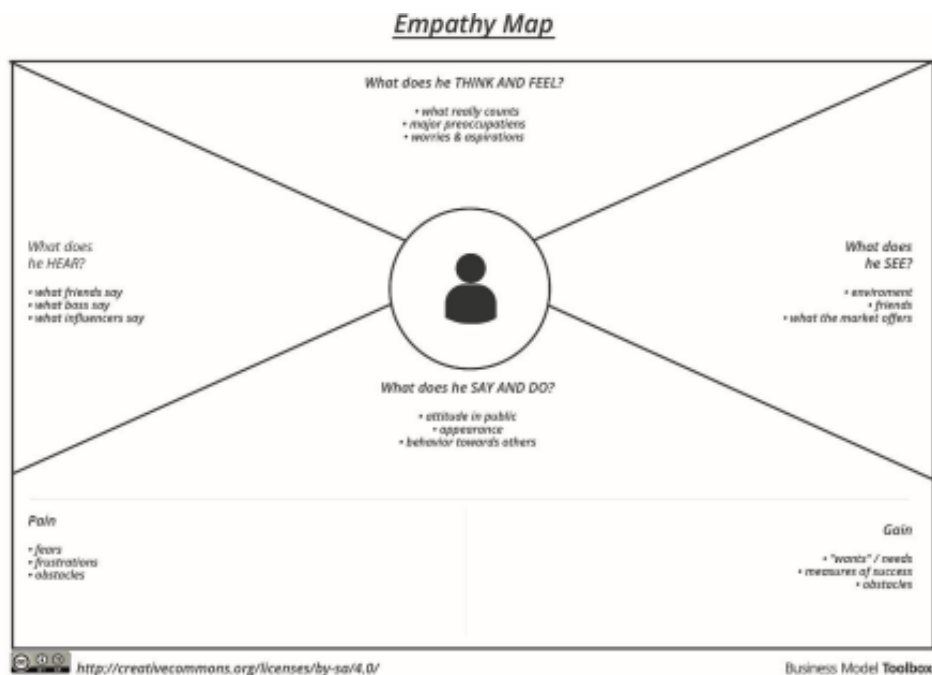 Empathy Map
What does he THINK AND FEEL?
• what really counts
• major preoccupations
• worries & aspirations
What does
he HEAR?
• what friends say
• what boss say
• what influencers say
What does
he SEE?
• enviroment
• friends
• what the market offers
What does he SAY AND DO?
• attitude in public
• appearance
• behavior towards others
Pain
• fears
• frustrations
• obstacles
Gain
• "wants" / needs
• measures of success
• obstacles
http://creativecommons.org/licenses/by-sa/4.0/
Business Model Toolbox